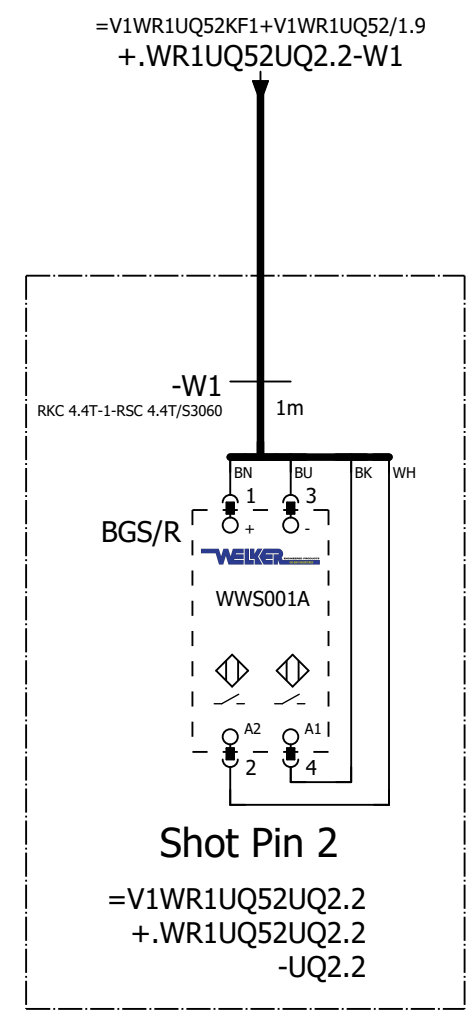 =V1WR1UQ52KF1+V1WR1UQ52/1.9
+.WR1UQ52UQ2.2-W1
-W1
RKC 4.4T-1-RSC 4.4T/S3060
1m
BN BU BK WH
1 3
BGS/R
+ -
WELKER
WWS001A
A2 A1
2 4
Shot Pin 2
=V1WR1UQ52UQ2.2
+.WR1UQ52UQ2.2
-UQ2.2